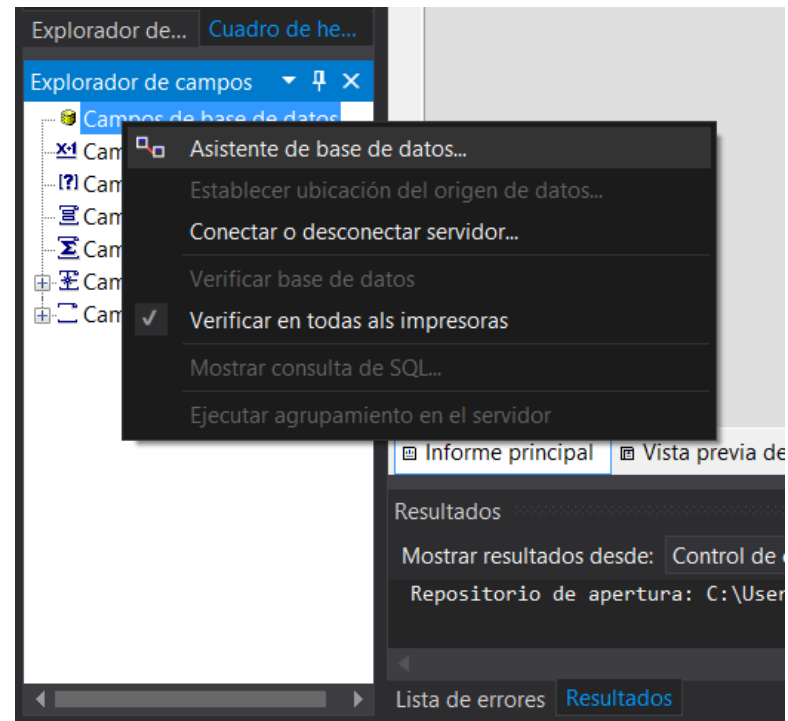 Explorador de...
Cuadro de he...
Explorador de campos
Campos de base de datos
Cam
Cam
Cam
Cam
Cam
Cam
Asistente de base de datos...
Establecer ubicación del origen de datos...
Conectar o desconectar servidor...
Verificar base de datos
Verificar en todas als impresoras
Mostrar consulta de SQL...
Ejecutar agrupamiento en el servidor
Informe principal
Vista previa de
Resultados
Mostrar resultados desde: Control de
Repositorio de apertura: C:\User
Lista de errores
Resultados